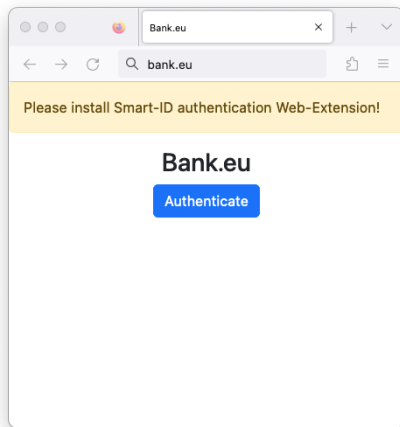 Bank.eu
bank.eu
Please install Smart-ID authentication Web-Extension!
Bank.eu
Authenticate